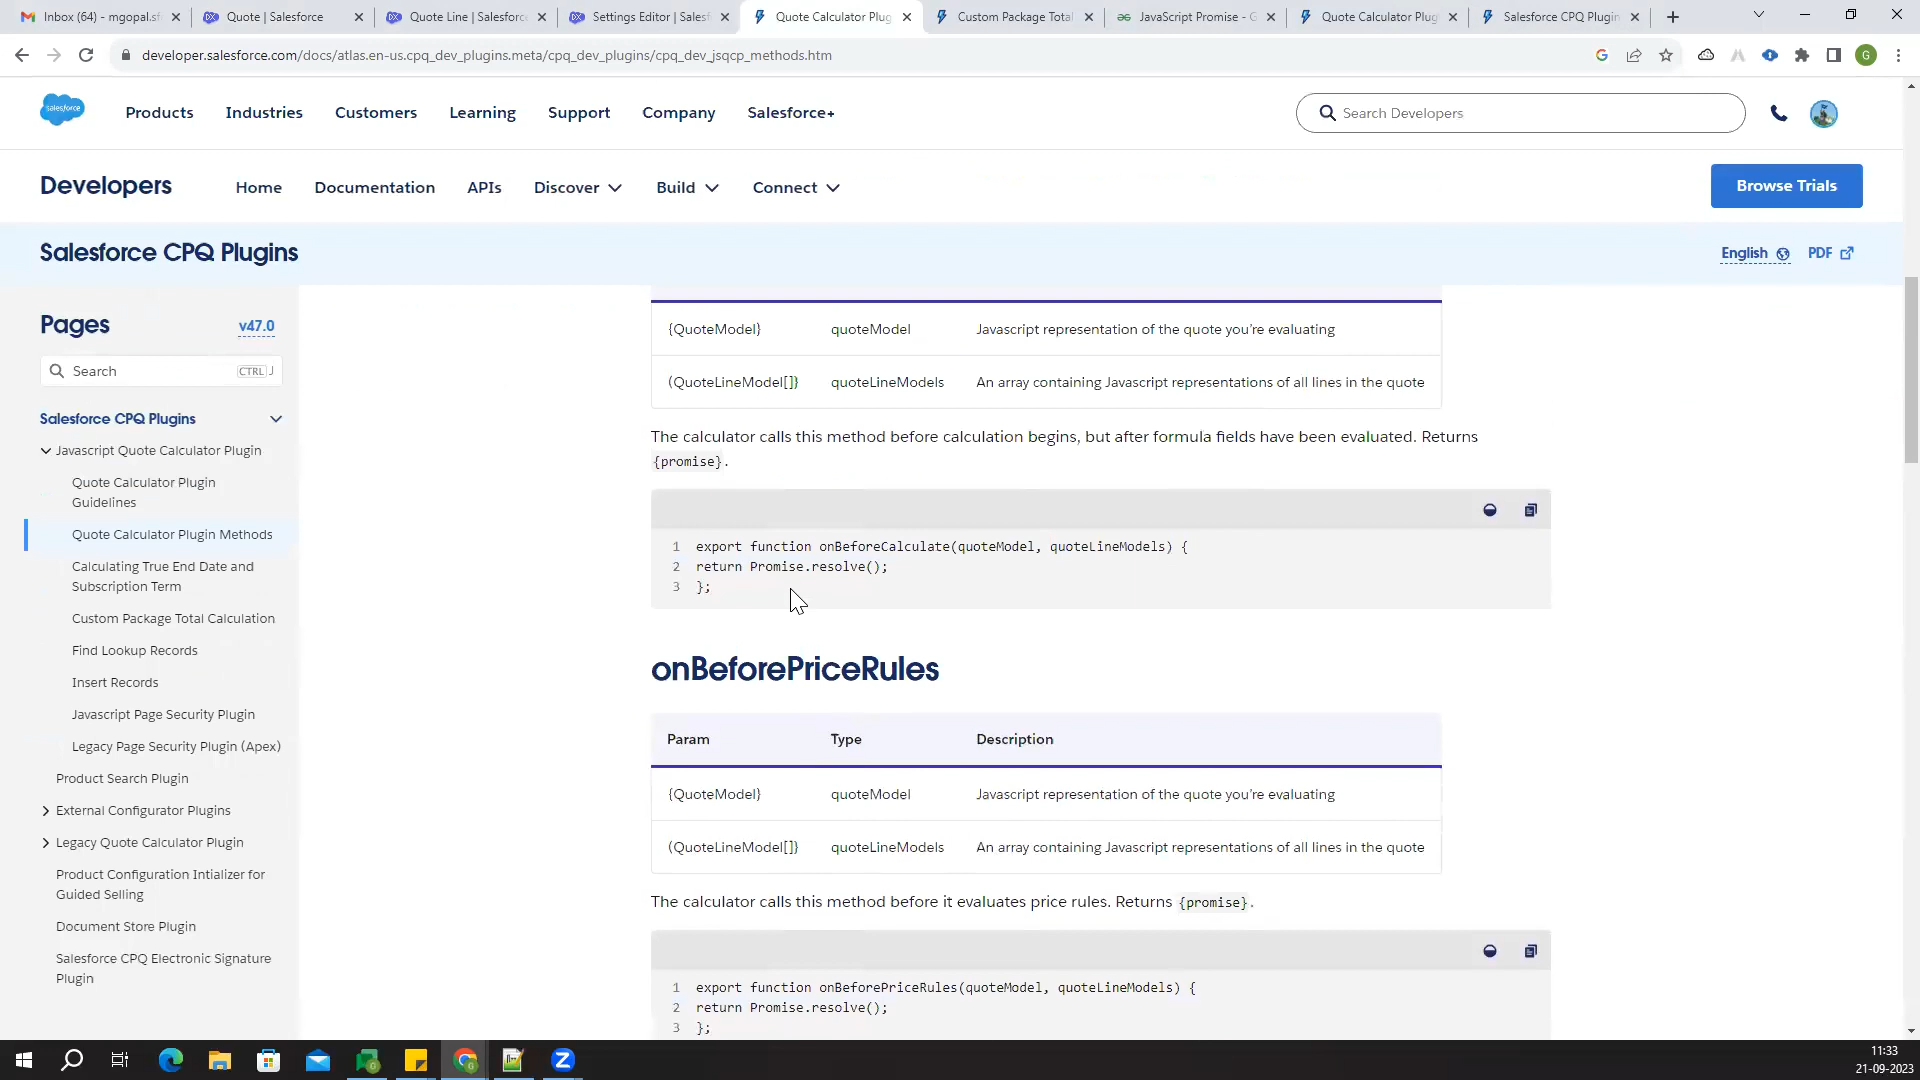 Inbox (64) - mgopal.sf
Quote | Salesforce
Quote Line | Salesforc
Settings Editor | Salesf
Quote Calculator Plug
Custom Package Total
JavaScript Promise - G
Quote Calculator Plug
Salesforce CPQ Plugin
developer.salesforce.com/docs/atlas.en-us.cpq_dev_plugins.meta/cpq_dev_plugins/cpq_dev_jsqcp_methods.htm
G
salesforce
Products
Industries
Customers
Learning
Support
Company
Salesforce+
Search Developers
Developers
Home
Documentation
APIs
Discover
Build
Connect
Browse Trials
Salesforce CPQ Plugins
English
PDF
Pages
v47.0
Search
CTRL J
Salesforce CPQ Plugins
Javascript Quote Calculator Plugin
Quote Calculator Plugin
Guidelines
Quote Calculator Plugin Methods
Calculating True End Date and
Subscription Term
Custom Package Total Calculation
Find Lookup Records
Insert Records
Javascript Page Security Plugin
Legacy Page Security Plugin (Apex)
Product Search Plugin
External Configurator Plugins
Legacy Quote Calculator Plugin
Product Configuration Intializer for
Guided Selling
Document Store Plugin
Salesforce CPQ Electronic Signature
Plugin
{QuoteModel} quoteModel Javascript representation of the quote you're evaluating
(QuoteLineModel[]} quoteLineModels An array containing Javascript representations of all lines in the quote
The calculator calls this method before calculation begins, but after formula fields have been evaluated. Returns
{promise}.
1 export function onBeforeCalculate(quoteModel, quoteLineModels) {
2 return Promise.resolve();
3 };
onBeforePriceRules
Param Type Description
{QuoteModel} quoteModel Javascript representation of the quote you're evaluating
(QuoteLineModel[]} quoteLineModels An array containing Javascript representations of all lines in the quote
The calculator calls this method before it evaluates price rules. Returns {promise}.
1 export function onBeforePriceRules(quoteModel, quoteLineModels) {
2 return Promise.resolve();
3 };
11:33
21-09-2023